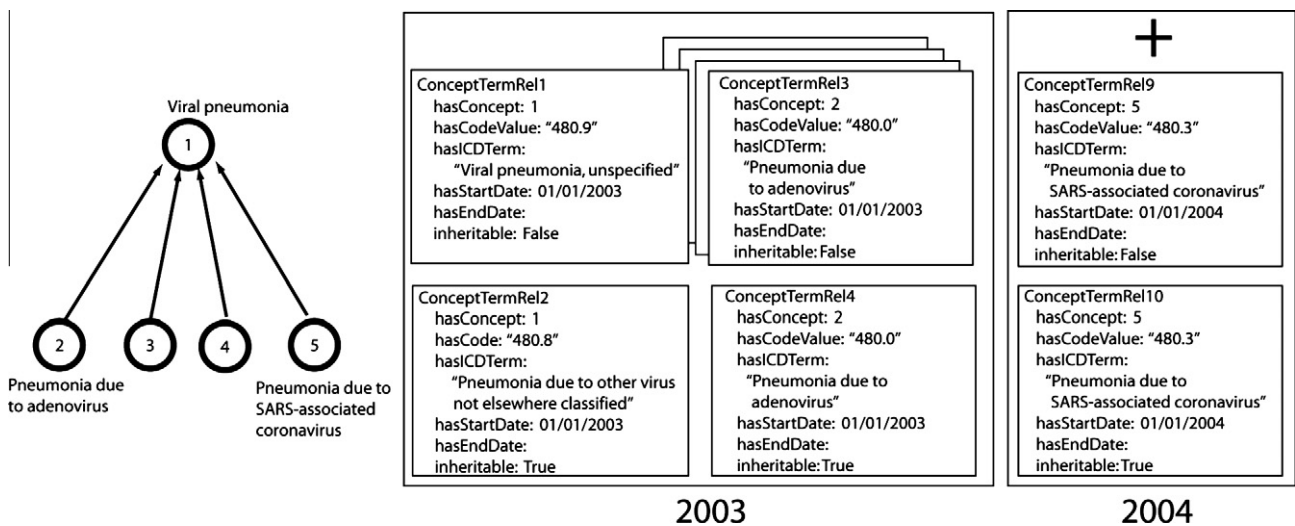 Viral pneumonia
1
2
3
4
5
Pneumonia due
to adenovirus
Pneumonia due to
SARS-associated
coronavirus
ConceptTermRel1
hasConcept: 1
hasCodeValue: “480.9”
hasICDTerm:
“Viral pneumonia, unspecified”
hasStartDate: 01/01/2003
hasEndDate:
inheritable: False
ConceptTermRel3
hasConcept: 2
hasCodeValue: “480.0”
hasICDTerm:
“Pneumonia due
to adenovirus”
hasStartDate: 01/01/2003
hasEndDate:
inheritable: False
ConceptTermRel2
hasConcept: 1
hasCode: “480.8”
hasICDTerm:
“Pneumonia due to other virus
not elsewhere classified”
hasStartDate: 01/01/2003
hasEndDate:
inheritable: True
ConceptTermRel4
hasConcept: 2
hasCodeValue: “480.0”
hasICDTerm:
“Pneumonia due to
adenovirus”
hasStartDate: 01/01/2003
hasEndDate:
inheritable:True
2003
+
ConceptTermRel9
hasConcept: 5
hasCodeValue: “480.3”
hasICDTerm:
“Pneumonia due to
SARS-associated coronavirus”
hasStartDate: 01/01/2004
hasEndDate:
inheritable:False
ConceptTermRel10
hasConcept: 5
hasCodeValue: “480.3”
hasICDTerm:
“Pneumonia due to
SARS-associated coronavirus”
hasStartDate: 01/01/2004
hasEndDate:
inheritable:True
2004